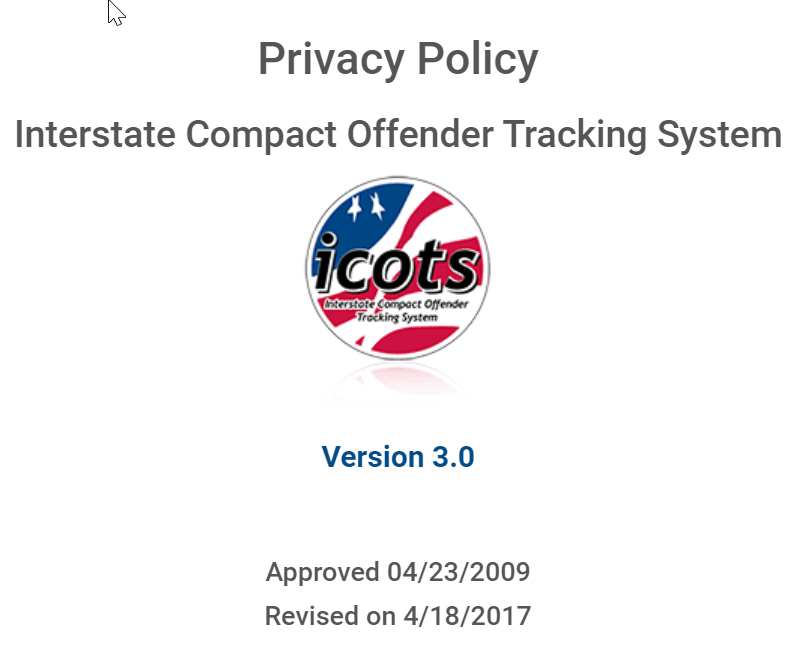 Privacy Policy
Interstate Compact Offender Tracking System
icots
Interstate Compact Offender
Tracking System
Version 3.0
Approved 04/23/2009
Revised on 4/18/2017